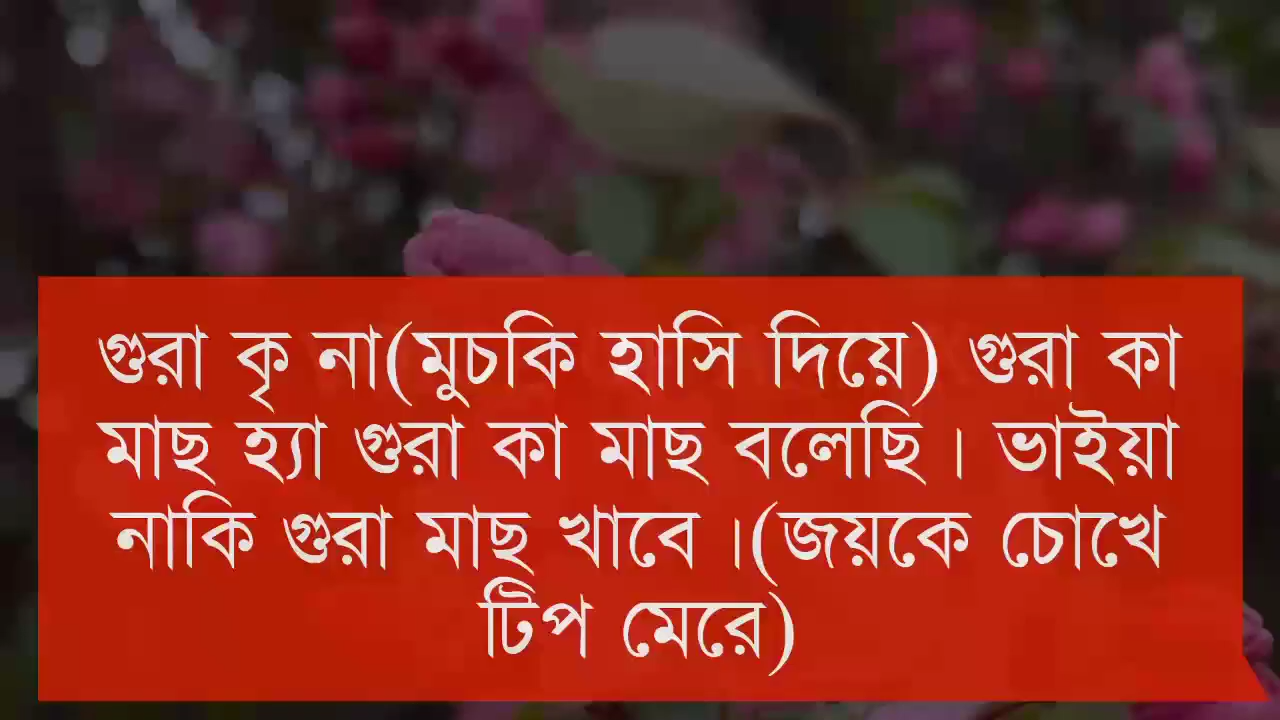 গুরা কৃ না(মুচকি হাসি দিয়ে) গুরা কা
মাছ হ্যা গুরা কা মাছ বলেছি। ভাইয়া
নাকি গুরা মাছ খাবে ।(জয়কে চোখে
টিপ মেরে)